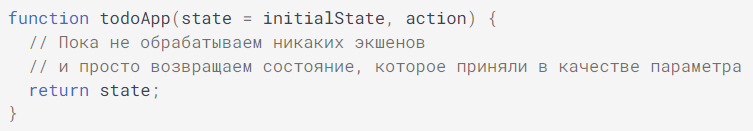 function todoApp(state = initialState, action) {
// Пока не обрабатываем никаких экшенов
// и просто возвращаем состояние, которое приняли в качестве параметра
return state;
}